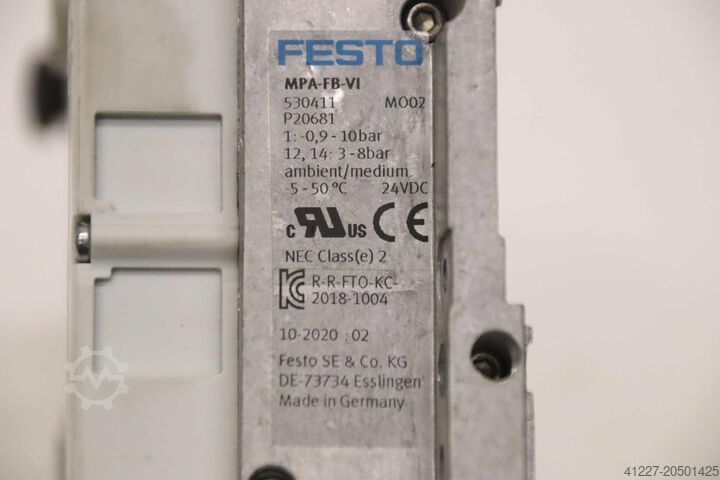 FESTO
MPA-FB-VI
530411 MO02
P20681
1: -0,9 - 10bar
12, 14: 3 - 8bar
ambient/medium
-5 - 50 °C 24VDC
c RU US CE
NEC Class(e) 2
R-R-FTO-KC-
2018-1004
10-2020 : 02
Festo SE & Co. KG
DE-73734 Esslingen
Made in Germany
41227-20501425